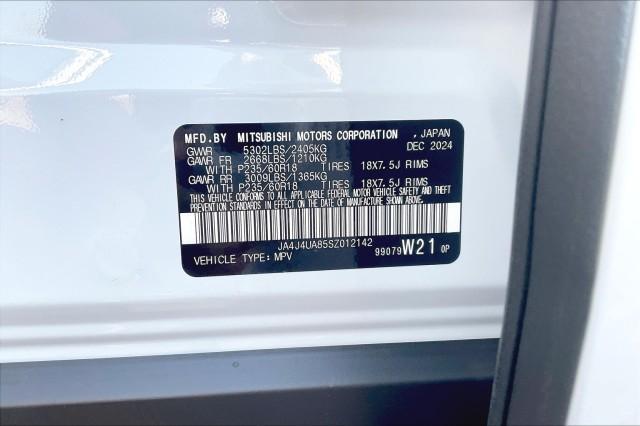 MFD.BY MITSUBISHI MOTORS CORPORATION , JAPAN
GVWR 5302LBS/2405KG DEC 2024
GAWR FR 2668LBS/1210KG
WITH P235/60R18 TIRES 18X7.5J RIMS
GAWR RR 3009LBS/1365KG
WITH P235/60R18 TIRES 18X7.5J RIMS
THIS VEHICLE CONFORMS TO ALL APPLICABLE
FEDERAL MOTOR VEHICLE SAFETY, BUMPER, AND THEFT
PREVENTION STANDARDS IN EFFECT ON THE DATE OF MANUFACTURE SHOWN ABOVE.
JA4J4UA85SZ012142
VEHICLE TYPE: MPV 99079 W21 0P